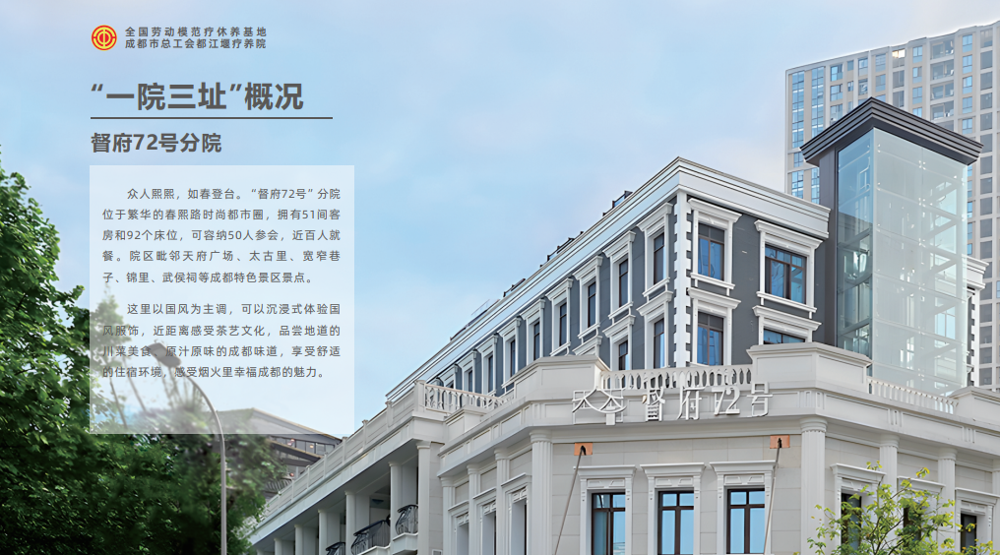 全国劳动模范疗休养基地
成都市总工会都江堰疗养院
“一院三址”概况
督府72号分院
众人熙熙，如春登台。“督府72号”分院
位于繁华的春熙路时尚都市圈，拥有51间客
房和92个床位，可容纳50人参会，近百人就
餐。院区毗邻天府广场、太古里、宽窄巷
子、锦里、武侯祠等成都特色景区景点。
这里以国风为主调，可以沉浸式体验国
风服饰，近距离感受茶艺文化，品尝地道的
川菜美食、原汁原味的成都味道，享受舒适
的住宿环境，感受烟火里幸福成都的魅力。
督府72号